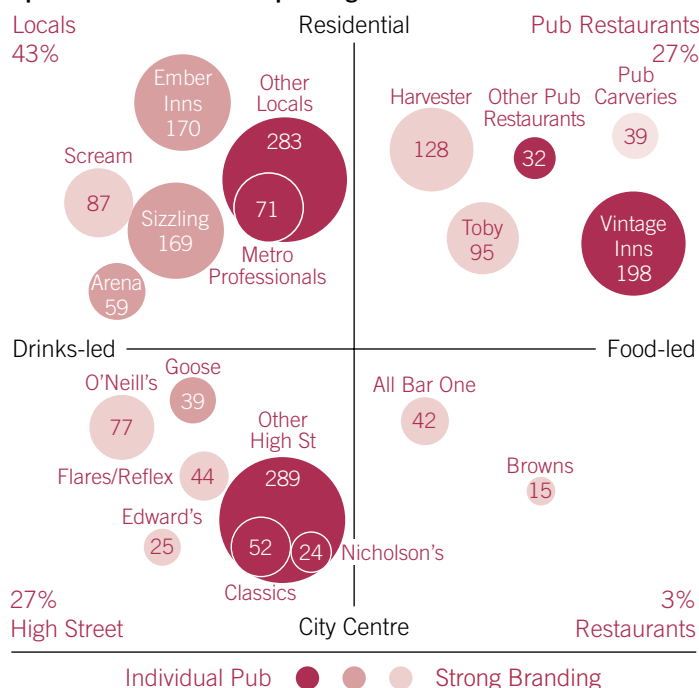 Locals
43%
Residential
Pub Restaurants
27%
Ember
Inns
170
Other
Locals
283
71
Metro
Professionals
Scream
87
Sizzling
169
Arena
59
Harvester
128
Other Pub
Restaurants
32
Pub
Carveries
39
Toby
95
Vintage
Inns
198
Drinks-led
Food-led
Goose
39
O'Neill's
77
Flares/Reflex
44
Edward's
25
Other
High St
289
52
24
Nicholson's
Classics
All Bar One
42
Browns
15
27%
High Street
City Centre
3%
Restaurants
Individual Pub
Strong Branding